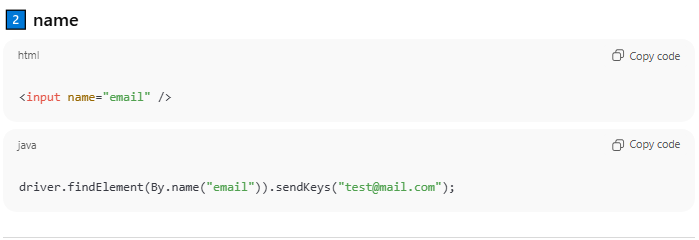 2 name
html
Copy code
<input name="email" />
java
Copy code
driver.findElement(By.name("email")).sendKeys("test@mail.com");